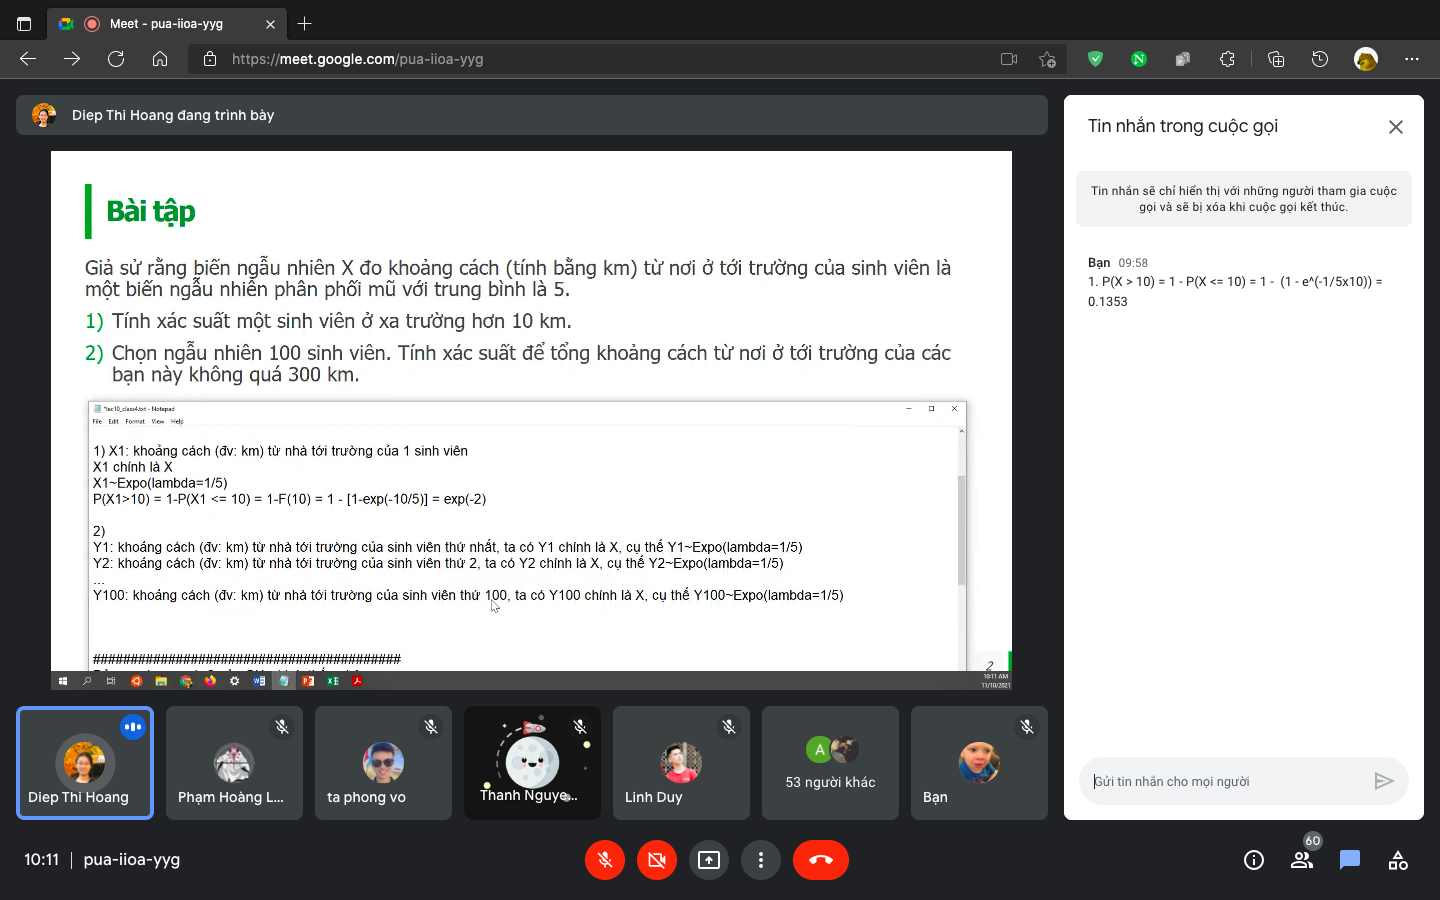 Meet - pua-iioa-yyg
https://meet.google.com/pua-iioa-yyg
Diep Thi Hoang đang trình bày
Bài tập
Giả sử rằng biến ngẫu nhiên X đo khoảng cách (tính bằng km) từ nơi ở tới trường của sinh viên là
một biến ngẫu nhiên phân phối mũ với trung bình là 5.
1) Tính xác suất một sinh viên ở xa trường hơn 10 km.
2) Chọn ngẫu nhiên 100 sinh viên. Tính xác suất để tổng khoảng cách từ nơi ở tới trường của các
bạn này không quá 300 km.
*lec10_class4.txt - Notepad
File Edit Format View Help
1) X1: khoảng cách (đv: km) từ nhà tới trường của 1 sinh viên
X1 chính là X
X1~Expo(lambda=1/5)
P(X1>10) = 1-P(X1 <= 10) = 1-F(10) = 1 - [1-exp(-10/5)] = exp(-2)
2)
Y1: khoảng cách (đv: km) từ nhà tới trường của sinh viên thứ nhất, ta có Y1 chính là X, cụ thể Y1~Expo(lambda=1/5)
Y2: khoảng cách (đv: km) từ nhà tới trường của sinh viên thứ 2, ta có Y2 chính là X, cụ thể Y2~Expo(lambda=1/5)
...
Y100: khoảng cách (đv: km) từ nhà tới trường của sinh viên thứ 100, ta có Y100 chính là X, cụ thể Y100~Expo(lambda=1/5)
#########################################
2
10:11 AM
11/10/2021
Tin nhắn trong cuộc gọi
Tin nhắn sẽ chỉ hiển thị với những người tham gia cuộc
gọi và sẽ bị xóa khi cuộc gọi kết thúc.
Bạn 09:58
1. P(X > 10) = 1 - P(X <= 10) = 1 - (1 - e^(-1/5x10)) =
0.1353
Gửi tin nhắn cho mọi người
Diep Thi Hoang
Phạm Hoàng L...
ta phong vo
Thanh Nguye...
Linh Duy
A
53 người khác
Bạn
10:11 | pua-iioa-yyg
60